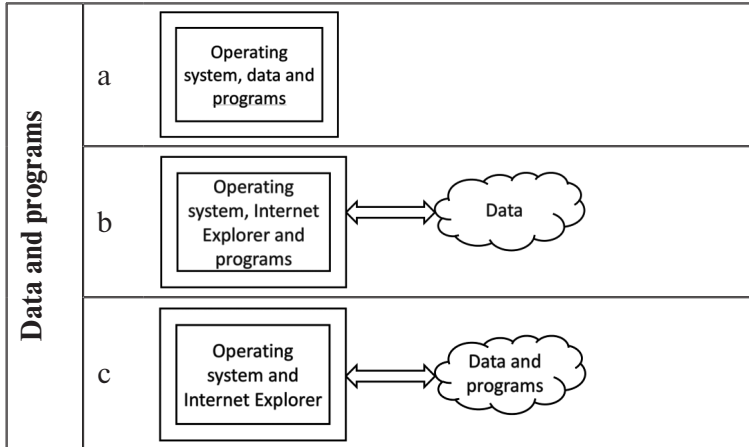 Data and programs
a
Operating
system, data and
programs
b
Operating
system, Internet
Explorer and
programs
Data
c
Operating
system and
Internet Explorer
Data and
programs